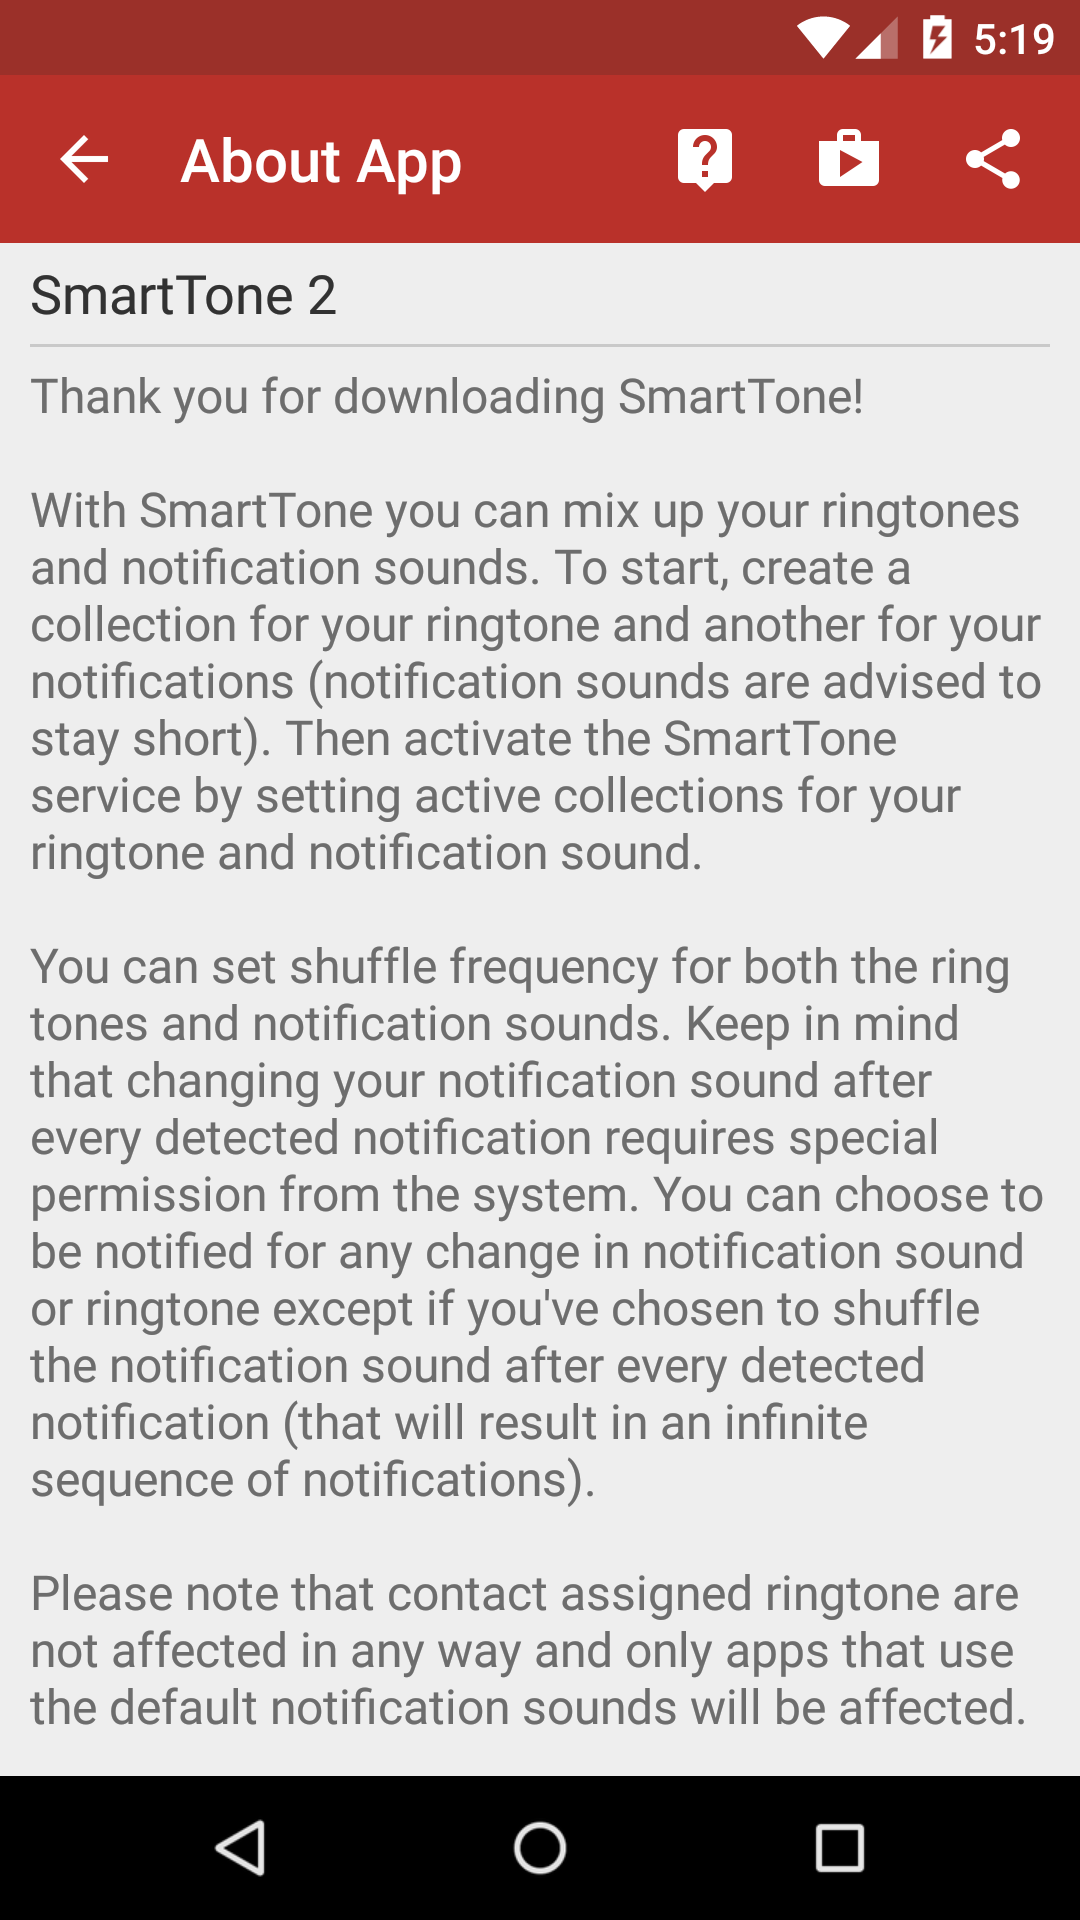 5:19
About App
SmartTone 2
Thank you for downloading SmartTone!
With SmartTone you can mix up your ringtones
and notification sounds. To start, create a
collection for your ringtone and another for your
notifications (notification sounds are advised to
stay short). Then activate the SmartTone
service by setting active collections for your
ringtone and notification sound.
You can set shuffle frequency for both the ring
tones and notification sounds. Keep in mind
that changing your notification sound after
every detected notification requires special
permission from the system. You can choose to
be notified for any change in notification sound
or ringtone except if you've chosen to shuffle
the notification sound after every detected
notification (that will result in an infinite
sequence of notifications).
Please note that contact assigned ringtone are
not affected in any way and only apps that use
the default notification sounds will be affected.